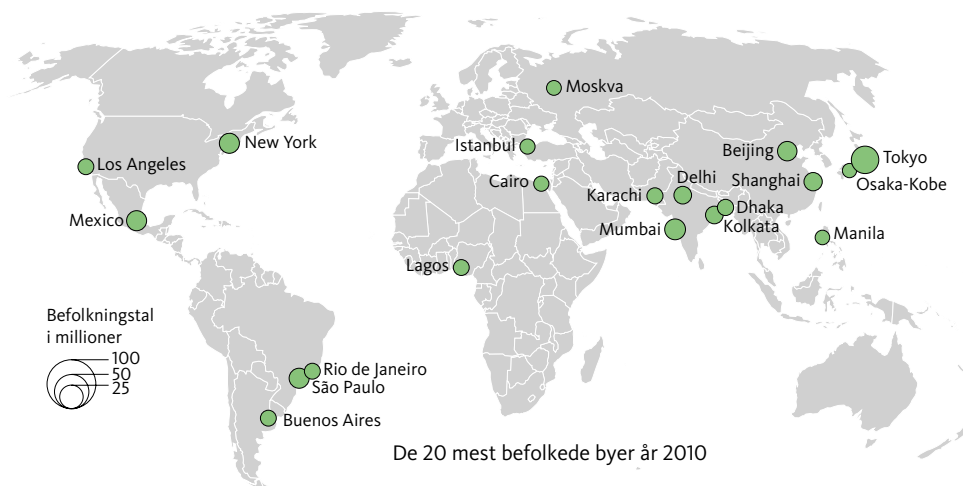 Moskva
New York
Istanbul
Beijing
Tokyo
Los Angeles
Cairo
Delhi
Shanghai
Osaka-Kobe
Karachi
Dhaka
Mexico
Mumbai
Kolkata
Manila
Lagos
Befolkningstal
i millioner
100
50
25
Rio de Janeiro
São Paulo
Buenos Aires
De 20 mest befolkede byer år 2010